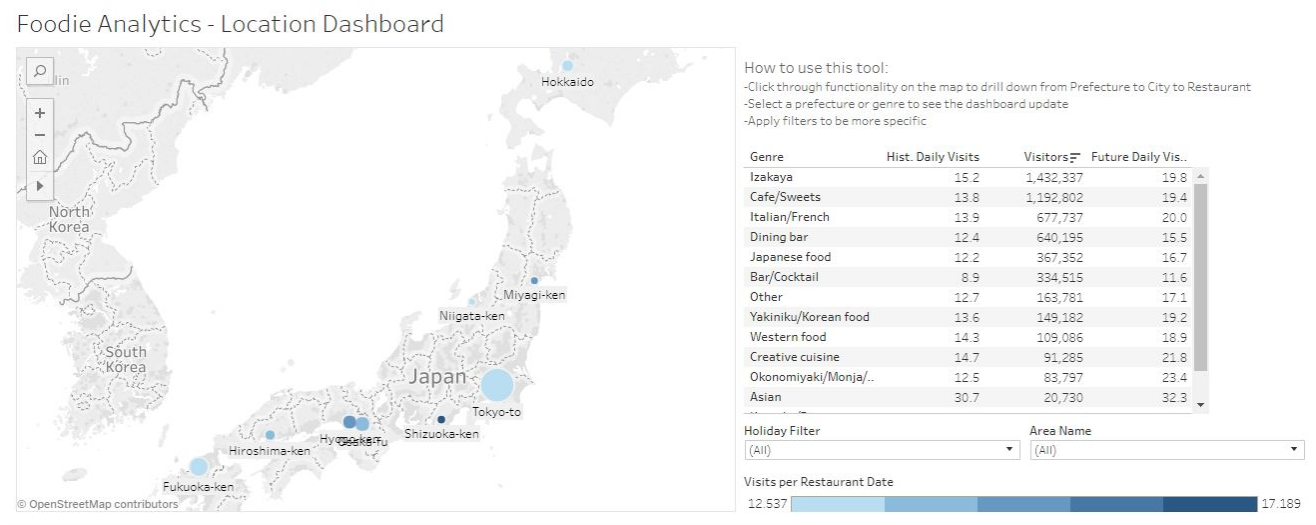 Foodie Analytics - Location Dashboard
lin
Hokkaido
North
Korea
Miyagi-ken
Niigata-ken
South
Korea
Japan
Tokyo-to
Shizuoka-ken
Hiroshima-ken
Fukuoka-ken
© OpenStreetMap contributors
How to use this tool:
-Click through functionality on the map to drill down from Prefecture to City to Restaurant
-Select a prefecture or genre to see the dashboard update
-Apply filters to be more specific
Genre Hist. Daily Visits Visitors Future Daily Vis..
Izakaya 15.2 1,432,337 19.8
Cafe/Sweets 13.8 1,192,802 19.4
Italian/French 13.9 677,737 20.0
Dining bar 12.4 640,195 15.5
Japanese food 12.2 367,352 16.7
Bar/Cocktail 8.9 334,515 11.6
Other 12.7 163,781 17.1
Yakiniku/Korean food 13.6 149,182 19.2
Western food 14.3 109,086 18.9
Creative cuisine 14.7 91,285 21.8
Okonomiyaki/Monja/.. 12.5 83,797 23.4
Asian 30.7 20,730 32.3
Holiday Filter Area Name
(All) (All)
Visits per Restaurant Date
12.537 17.189